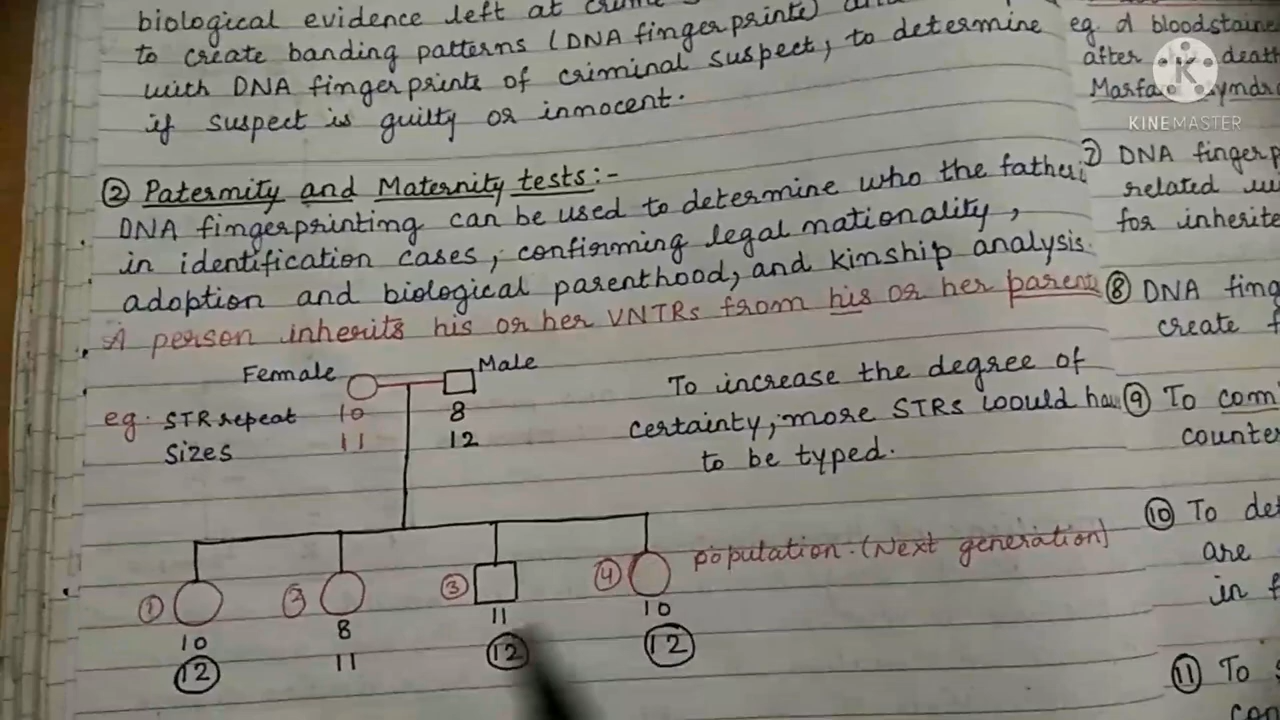 biological evidence left at
to create banding patterns (DNA fingerprints)
with DNA fingerprints of criminal suspect, to determine
if suspect is guilty or innocent.
② Paternity and Maternity tests:-
DNA fingerprinting can be used to determine who the father
in identification cases, confirming legal nationality,
adoption and biological parenthood, and kinship analysis.
A person inherits his or her VNTRs from his or her parents
Female
Male
eg. STR repeat
sizes
10
11
8
12
To increase the degree of
certainty, more STRs would have
to be typed.
① ③ ④
population. (Next generation)
10
12
8
11
11
12
10
12
eg. of bloodstaine
after death
Marfa
7) DNA fingerp
related
for inherite
⑧ DNA fing
create f
⑨ To com
counter
⑩ To det
are
in f
⑪ To
con
KINEMASTER